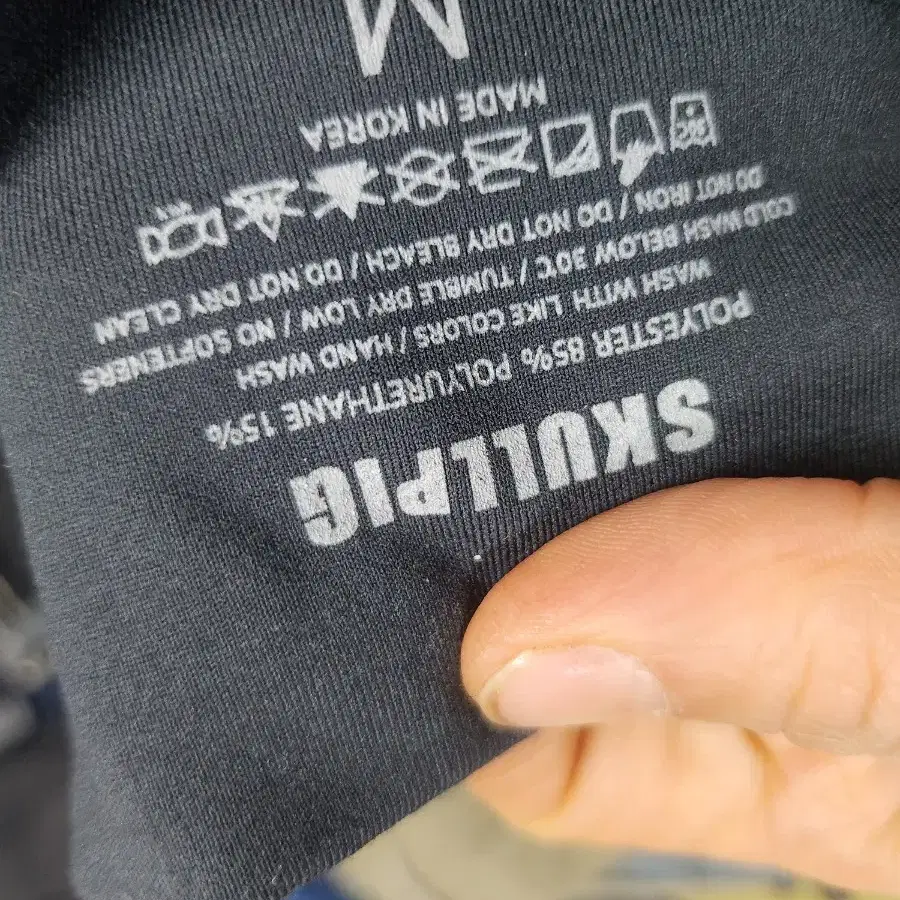 SKULLPIG
POLYESTER 85% POLYURETHANE 15%
WASH WITH LIKE COLORS / HAND WASH
COLD WASH BELOW 30℃ / TUMBLE DRY LOW / NO SOFTENERS
DO NOT IRON / DO NOT DRY BLEACH / DO NOT DRY CLEAN
MADE IN KOREA
M